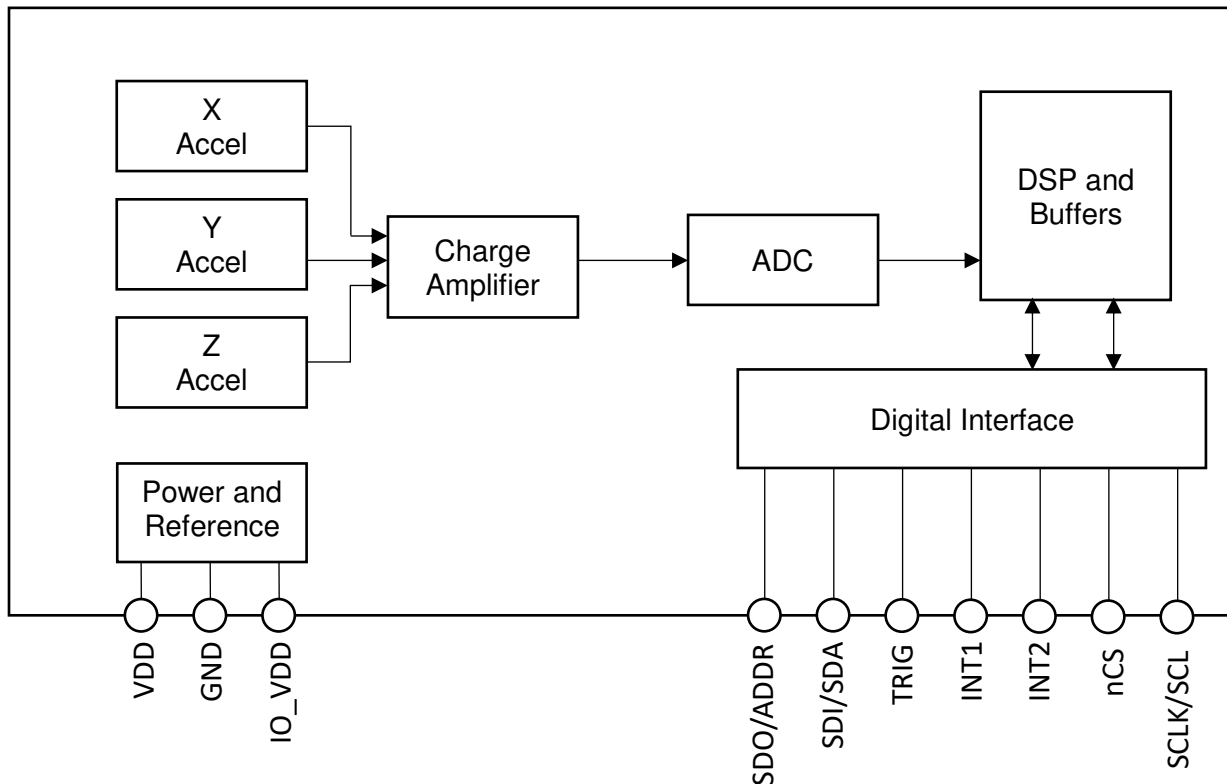 X
Accel
Y
Accel
Z
Accel
Charge
Amplifier
ADC
DSP and
Buffers
Digital Interface
Power and
Reference
VDD
GND
IO_VDD
SDO/ADDR
SDI/SDA
TRIG
INT1
INT2
nCS
SCLK/SCL